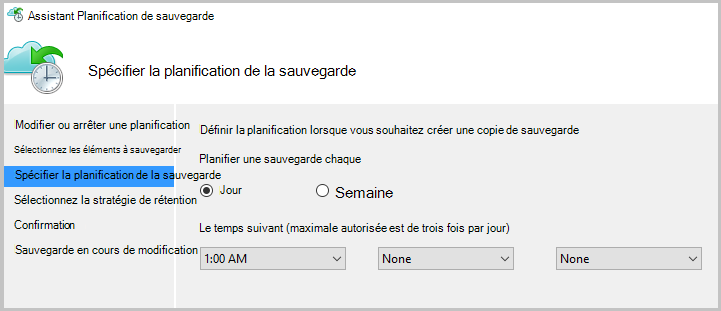 Assistant Planification de sauvegarde
Spécifier la planification de la sauvegarde
Modifier ou arrêter une planification
Sélectionnez les éléments à sauvegarder
Spécifier la planification de la sauvegarde
Sélectionnez la stratégie de rétention
Confirmation
Sauvegarde en cours de modification
Définir la planification lorsque vous souhaitez créer une copie de sauvegarde
Planifier une sauvegarde chaque
Jour Semaine
Le temps suivant (maximale autorisée est de trois fois par jour)
1:00 AM None None